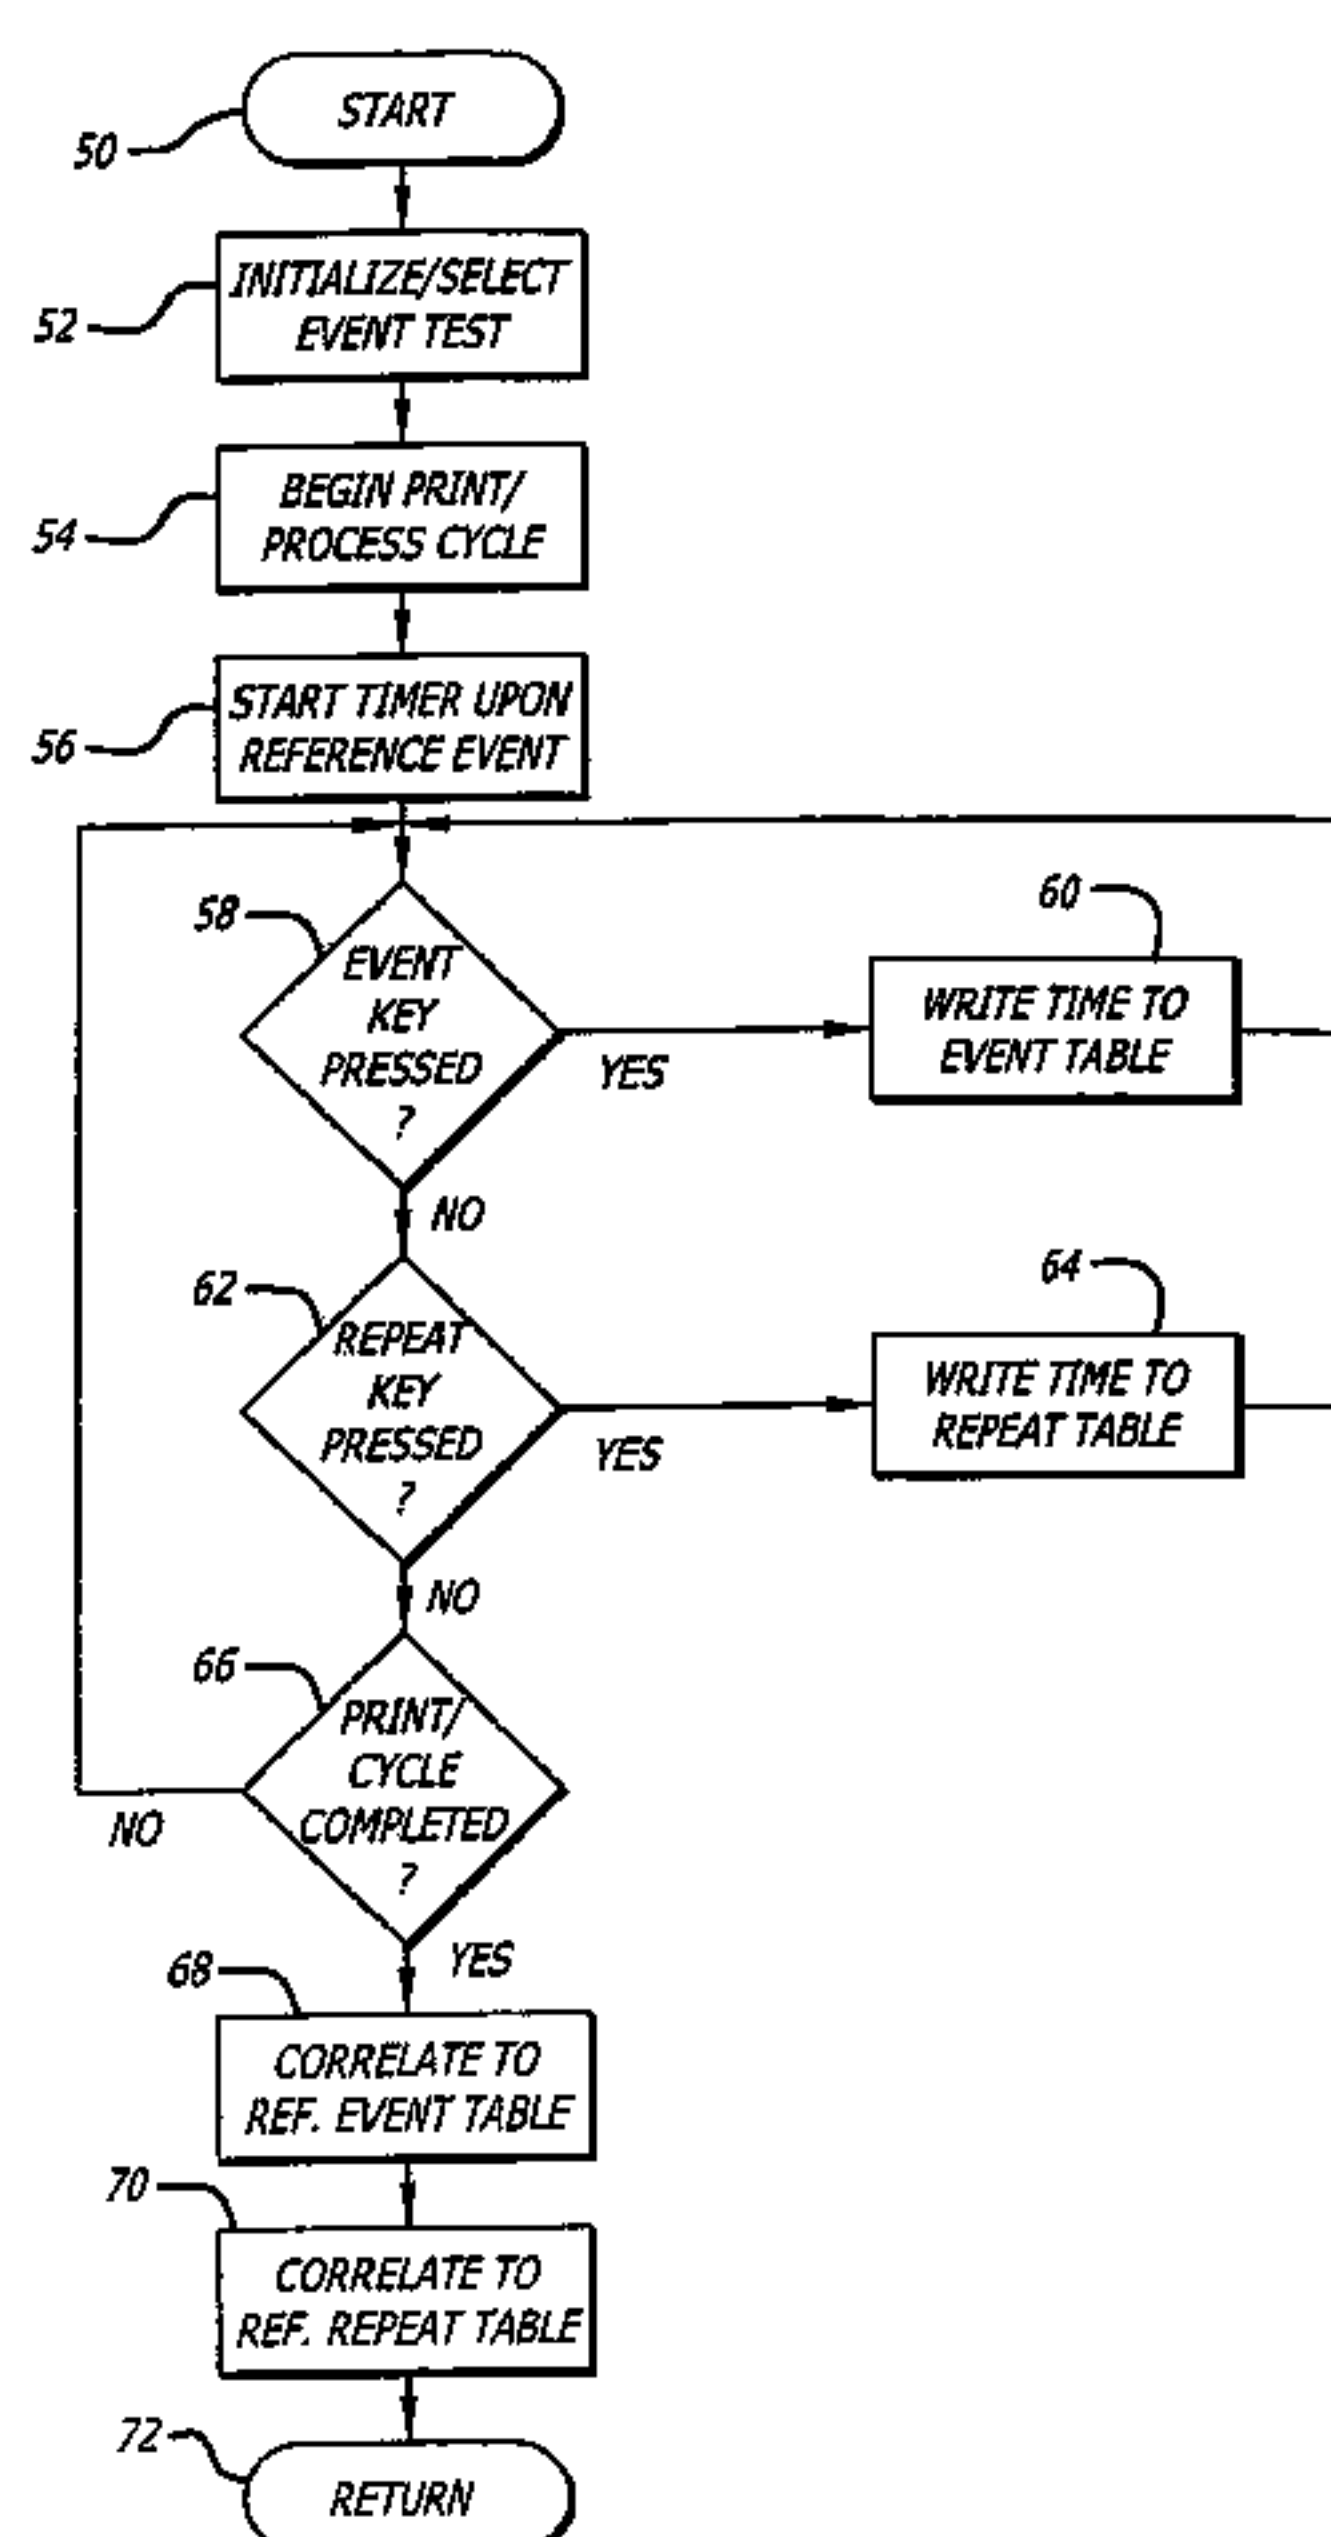 START
50
INITIALIZE/SELECT
EVENT TEST
52
BEGIN PRINT/
PROCESS CYCLE
54
START TIMER UPON
REFERENCE EVENT
56
58
EVENT
KEY
PRESSED
?
YES
60
WRITE TIME TO
EVENT TABLE
NO
62
REPEAT
KEY
PRESSED
?
YES
64
WRITE TIME TO
REPEAT TABLE
NO
66
PRINT/
CYCLE
COMPLETED
?
NO
YES
68
CORRELATE TO
REF. EVENT TABLE
70
CORRELATE TO
REF. REPEAT TABLE
72
RETURN